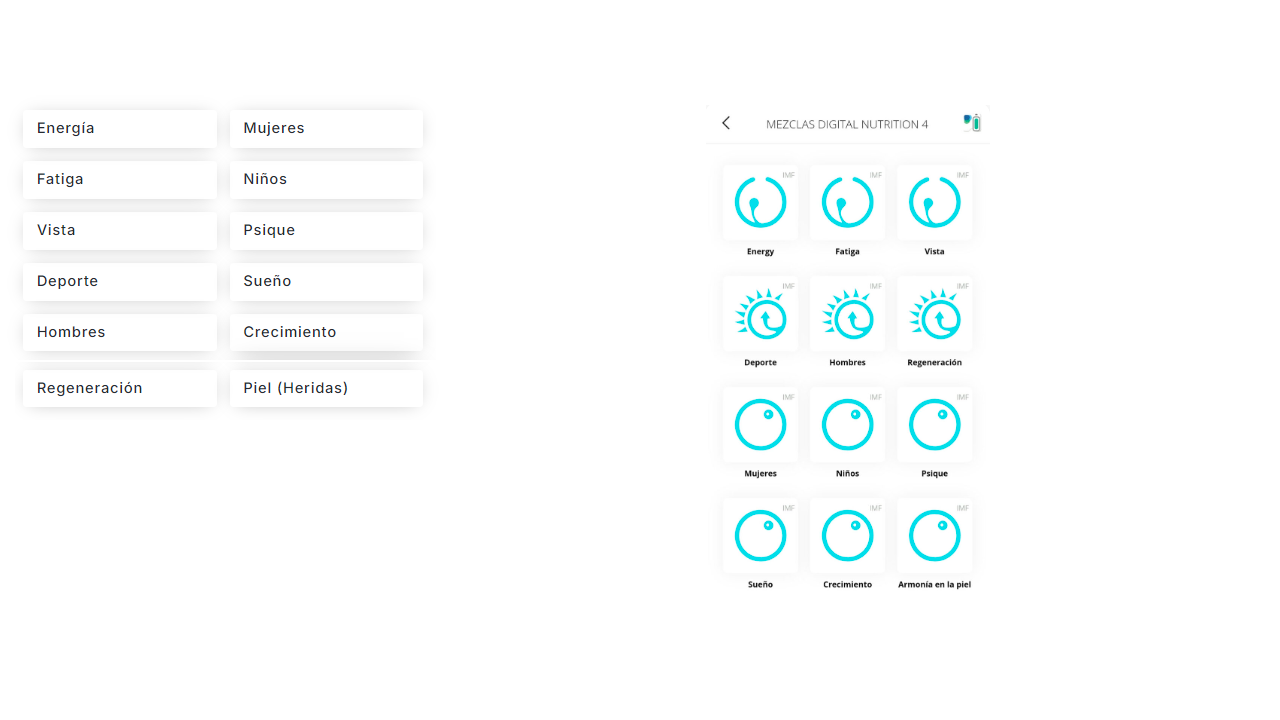 Energía
Mujeres
Fatiga
Niños
Vista
Psique
Deporte
Sueño
Hombres
Crecimiento
Regeneración
Piel (Heridas)
MEZCLAS DIGITAL NUTRITION 4
IMF IMF IMF
Energy Fatiga Vista
IMF IMF IMF
Deporte Hombres Regeneración
IMF IMF IMF
Mujeres Niños Psique
IMF IMF IMF
Sueño Crecimiento Armonía en la piel